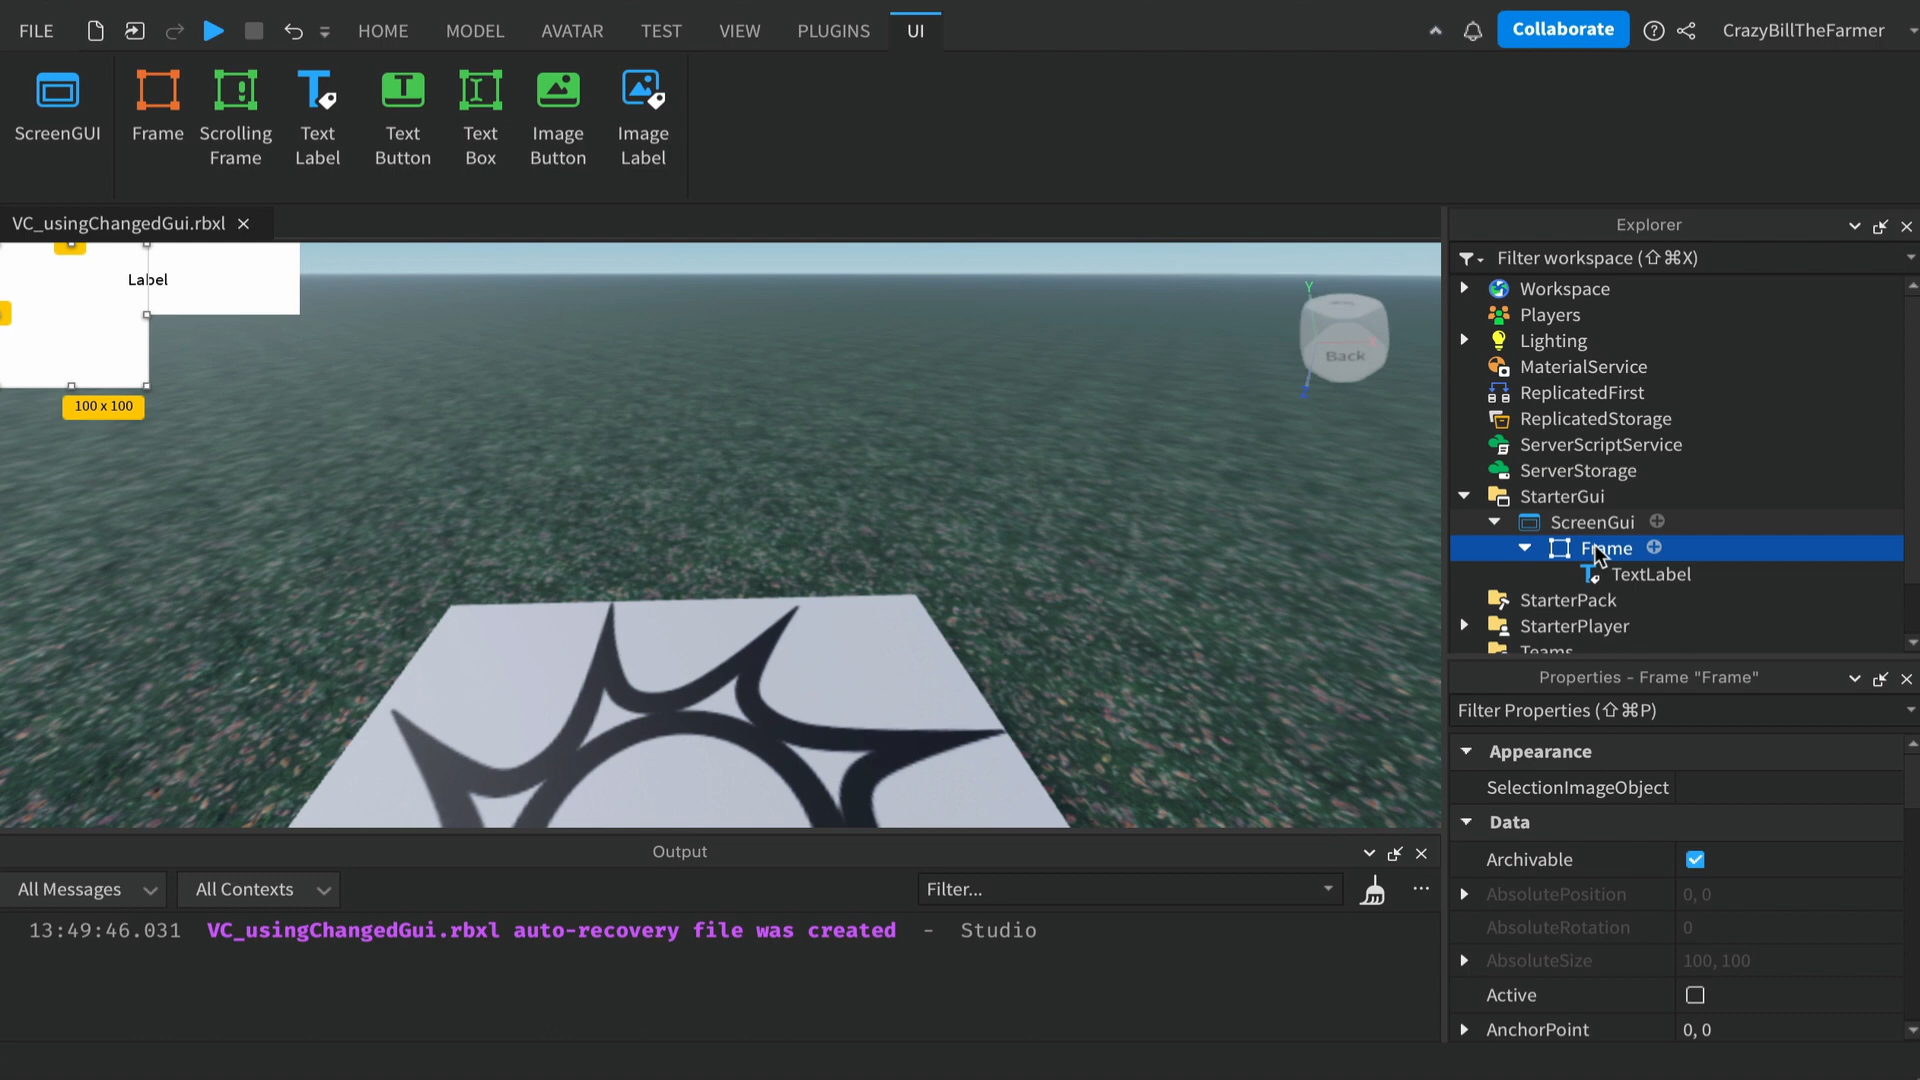 FILE
HOME
MODEL
AVATAR
TEST
VIEW
PLUGINS
UI
Collaborate
CrazyBillTheFarmer
ScreenGUI
Frame
Scrolling
Frame
Text
Label
Text
Button
Text
Box
Image
Button
Image
Label
VC_usingChangedGui.rbxl
Label
100 x 100
Y
Back
Z
Explorer
Filter workspace (⇧⌘X)
Workspace
Players
Lighting
MaterialService
ReplicatedFirst
ReplicatedStorage
ServerScriptService
ServerStorage
StarterGui
ScreenGui
Frame
TextLabel
StarterPack
StarterPlayer
Teams
Properties - Frame "Frame"
Filter Properties (⇧⌘P)
Appearance
SelectionImageObject
Data
Archivable
AbsolutePosition 0, 0
AbsoluteRotation 0
AbsoluteSize 100, 100
Active
AnchorPoint 0, 0
Output
All Messages
All Contexts
Filter...
13:49:46.031 VC_usingChangedGui.rbxl auto-recovery file was created - Studio